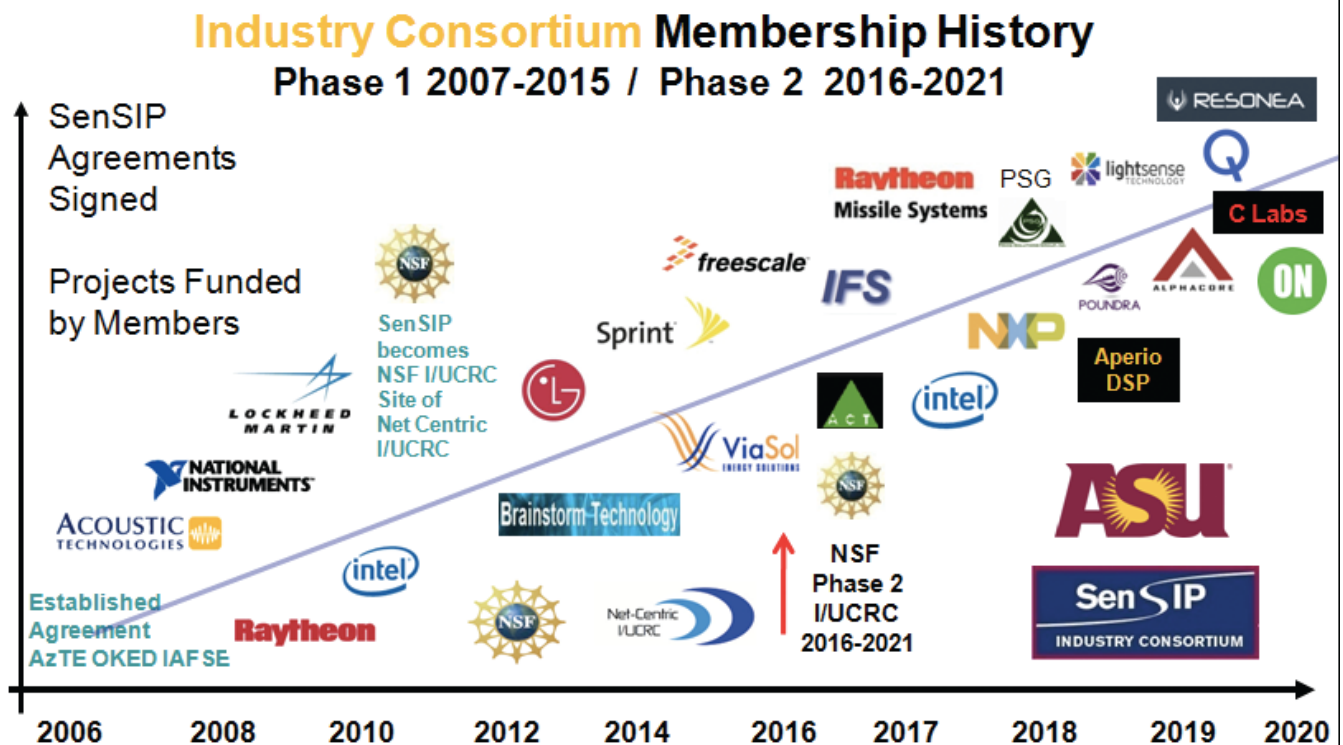 Industry Consortium Membership History
Phase 1 2007-2015 / Phase 2 2016-2021
SenSIP
Agreements
Signed
Projects Funded
by Members
RESONEA
Raytheon
Missile Systems
PSG
lightsense
TECHNOLOGY
Q
C Labs
NSF
freescale
IFS
POUNDRA
ALPHACORE
ON
SenSIP
becomes
NSF I/UCRC
Site of
Net Centric
I/UCRC
Sprint
NXP
LOCKHEED
MARTIN
LG
ACT
intel
Aperio
DSP
NATIONAL
INSTRUMENTS
ViaSol
ENERGY SOLUTIONS
NSF
ASU
ACOUSTIC
TECHNOLOGIES
Brainstorm Technology
intel
NSF
Phase 2
I/UCRC
2016-2021
Established
Agreement
AzTE OKED IAFSE
Raytheon
NSF
Net-Centric
I/UCRC
SenSIP
INDUSTRY CONSORTIUM
2006 2008 2010 2012 2014 2016 2017 2018 2019 2020